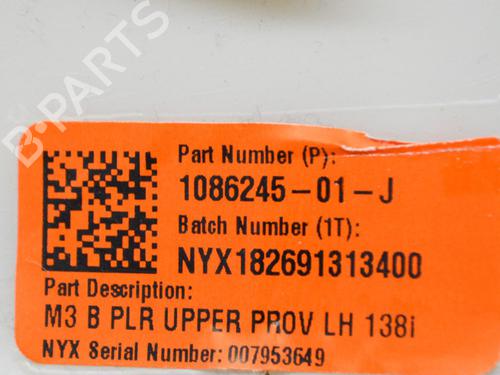 B-PARTS
Part Number (P):
1086245-01-J
Batch Number (1T):
NYX182691313400
Part Description:
M3 B PLR UPPER PROV LH 138i
NYX Serial Number: 007953649